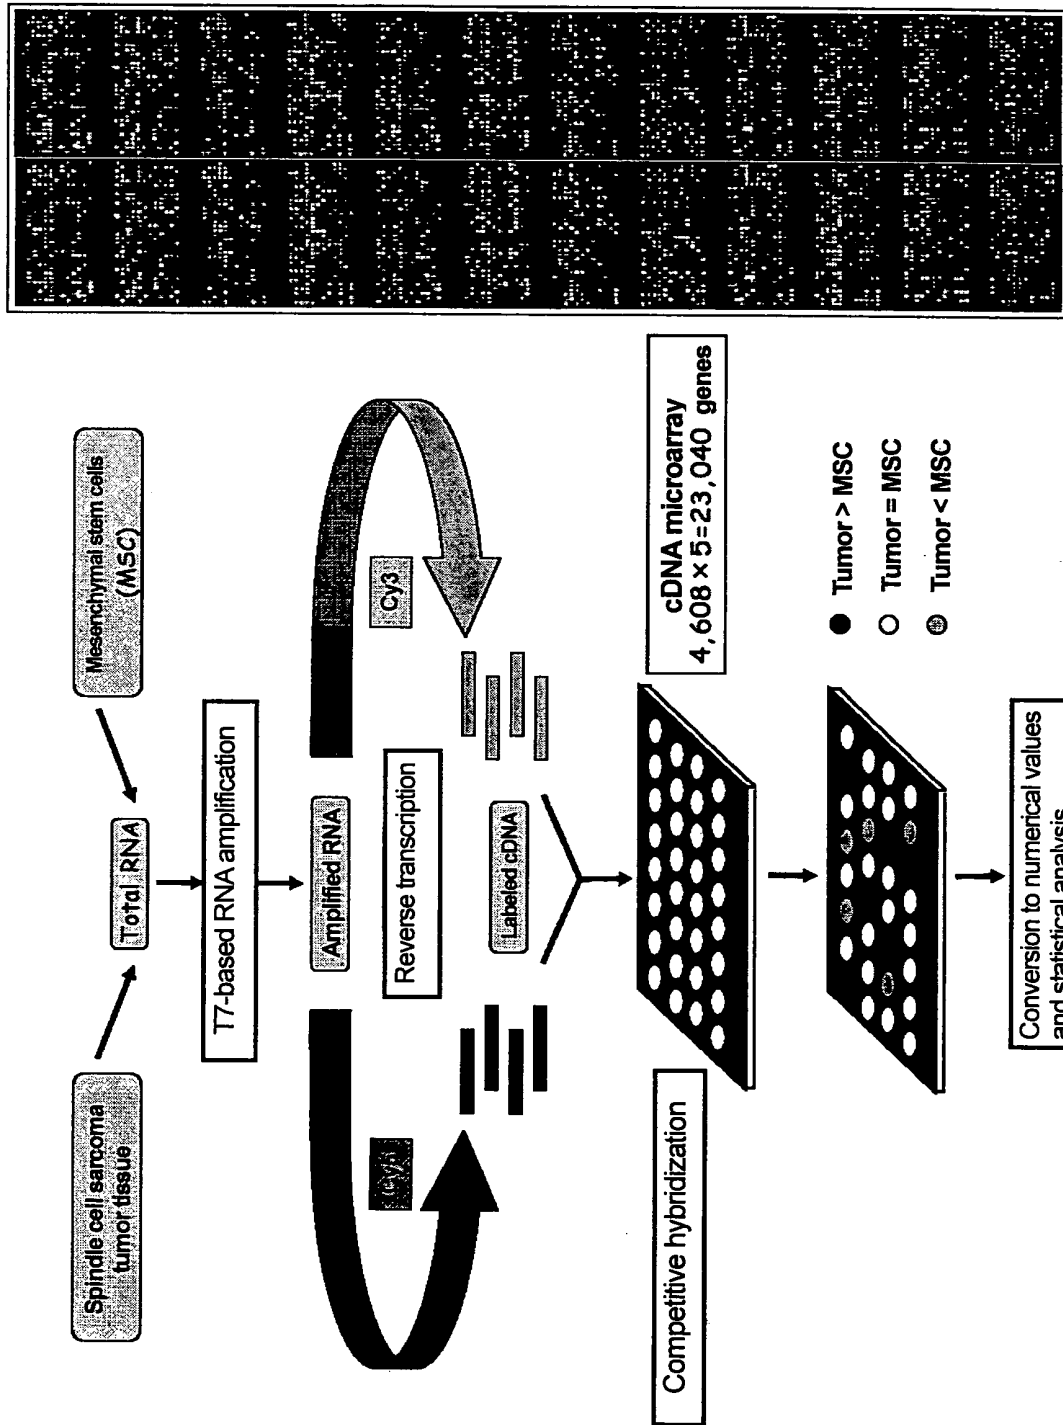 Spindle cell sarcoma
tumor tissue
Mesenchymal stem cells
(MSC)
Total RNA
T7-based RNA amplification
Amplified RNA
Cy3
Reverse transcription
Labeled cDNA
Competitive hybridization
cDNA microarray
4,608 × 5=23,040 genes
Tumor > MSC
Tumor = MSC
Tumor < MSC
Conversion to numerical values
and statistical analysis